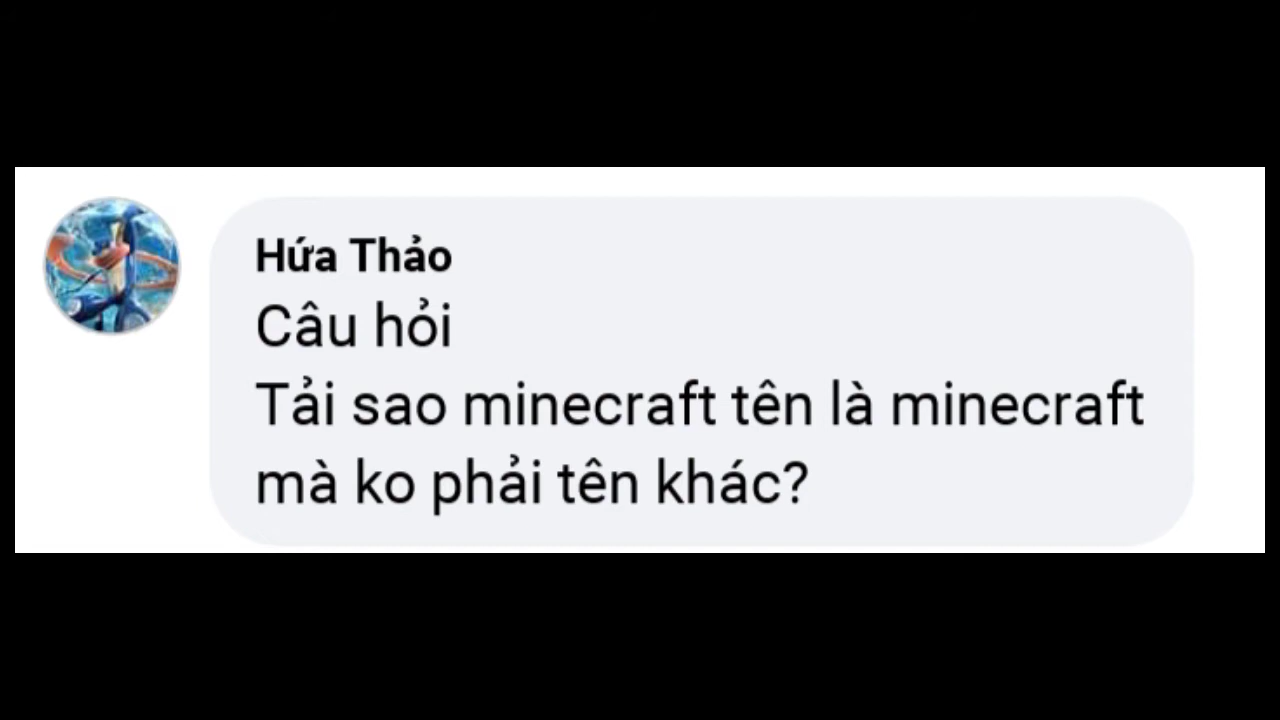 Hứa Thảo
Câu hỏi
Tải sao minecraft tên là minecraft
mà ko phải tên khác?